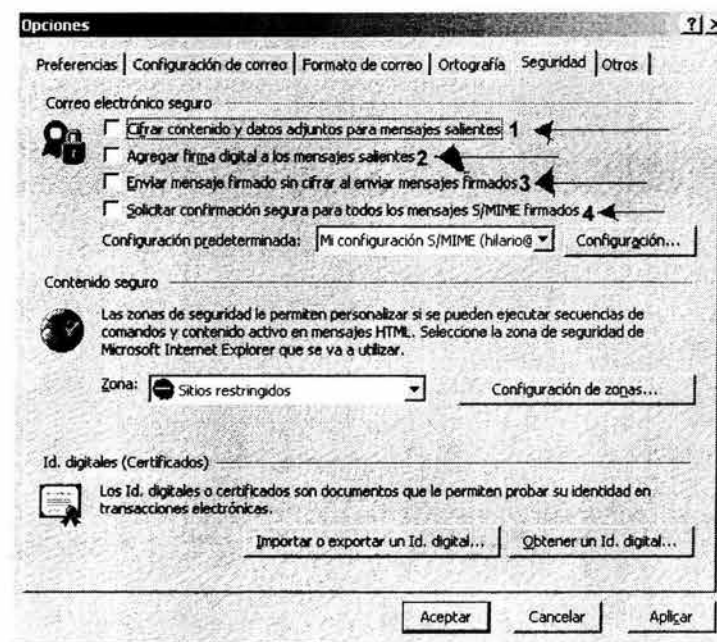 Opciones
Preferencias
Configuración de correo
Formato de correo
Ortografía
Seguridad
Otros
Correo electrónico seguro
Cifrar contenido y datos adjuntos para mensajes salientes 1
Agregar firma digital a los mensajes salientes 2
Enviar mensaje firmado sin cifrar al enviar mensajes firmados 3
Solicitar confirmación segura para todos los mensajes S/MIME firmados 4
Configuración predeterminada: Mi configuración S/MIME (hilario@ Configuración...
Contenido seguro
Las zonas de seguridad le permiten personalizar si se pueden ejecutar secuencias de
comandos y contenido activo en mensajes HTML. Seleccione la zona de seguridad de
Microsoft Internet Explorer que se va a utilizar.
Zona: Sitios restringidos Configuración de zonas...
Id. digitales (Certificados)
Los Id. digitales o certificados son documentos que le permiten probar su identidad en
transacciones electrónicas.
Importar o exportar un Id. digital... Obtener un Id. digital...
Aceptar Cancelar Aplicar